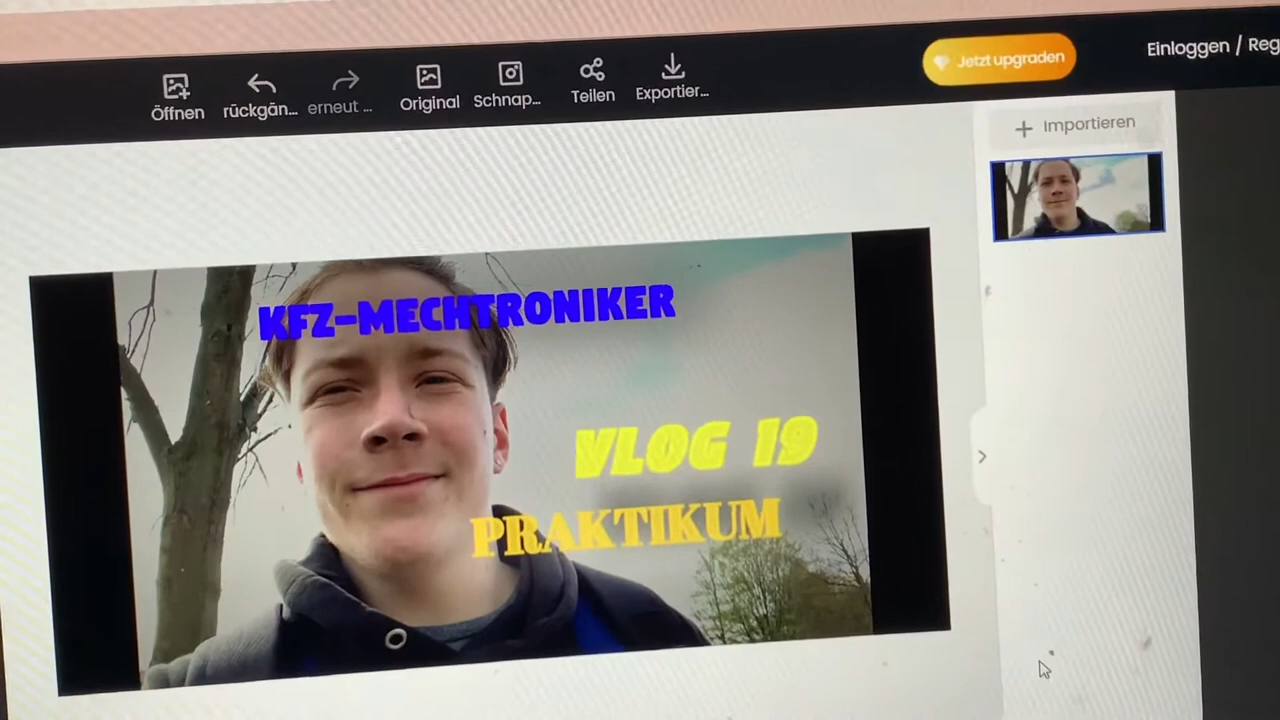 Öffnen
rückgän...
erneut ...
Original
Schnap...
Teilen
Exportier...
Jetzt upgraden
Einloggen / Reg
Importieren
KFZ-MECHTRONIKER
VLOG 19
PRAKTIKUM